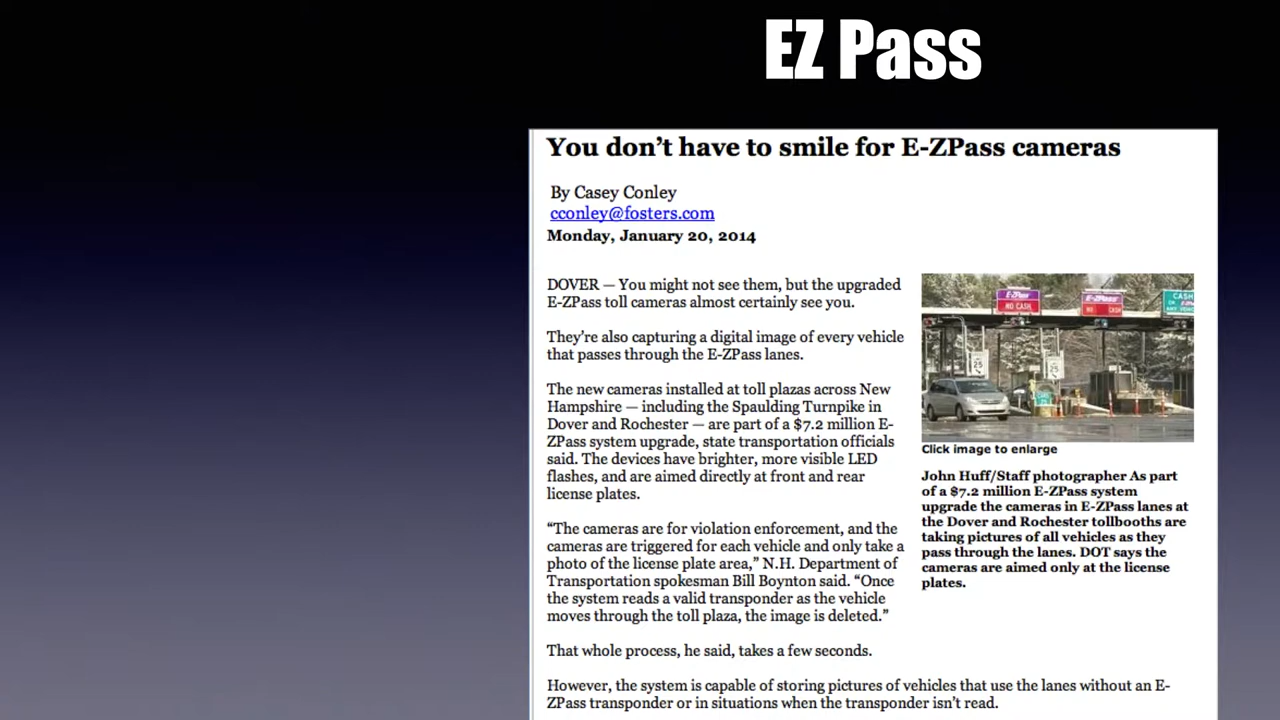 EZ Pass
You don't have to smile for E-ZPass cameras
By Casey Conley
cconley@fosters.com
Monday, January 20, 2014
DOVER — You might not see them, but the upgraded
E-ZPass toll cameras almost certainly see you.
They're also capturing a digital image of every vehicle
that passes through the E-ZPass lanes.
The new cameras installed at toll plazas across New
Hampshire — including the Spaulding Turnpike in
Dover and Rochester — are part of a $7.2 million E-
ZPass system upgrade, state transportation officials
said. The devices have brighter, more visible LED
flashes, and are aimed directly at front and rear
license plates.
“The cameras are for violation enforcement, and the
cameras are triggered for each vehicle and only take a
photo of the license plate area,” N.H. Department of
Transportation spokesman Bill Boynton said. “Once
the system reads a valid transponder as the vehicle
moves through the toll plaza, the image is deleted.”
That whole process, he said, takes a few seconds.
However, the system is capable of storing pictures of vehicles that use the lanes without an E-
ZPass transponder or in situations when the transponder isn't read.
E-ZPass
NO CASH
E-ZPass
NO CASH
CASH
25
25
Click image to enlarge
John Huff/Staff photographer As part
of a $7.2 million E-ZPass system
upgrade the cameras in E-ZPass lanes at
the Dover and Rochester tollbooths are
taking pictures of all vehicles as they
pass through the lanes. DOT says the
cameras are aimed only at the license
plates.